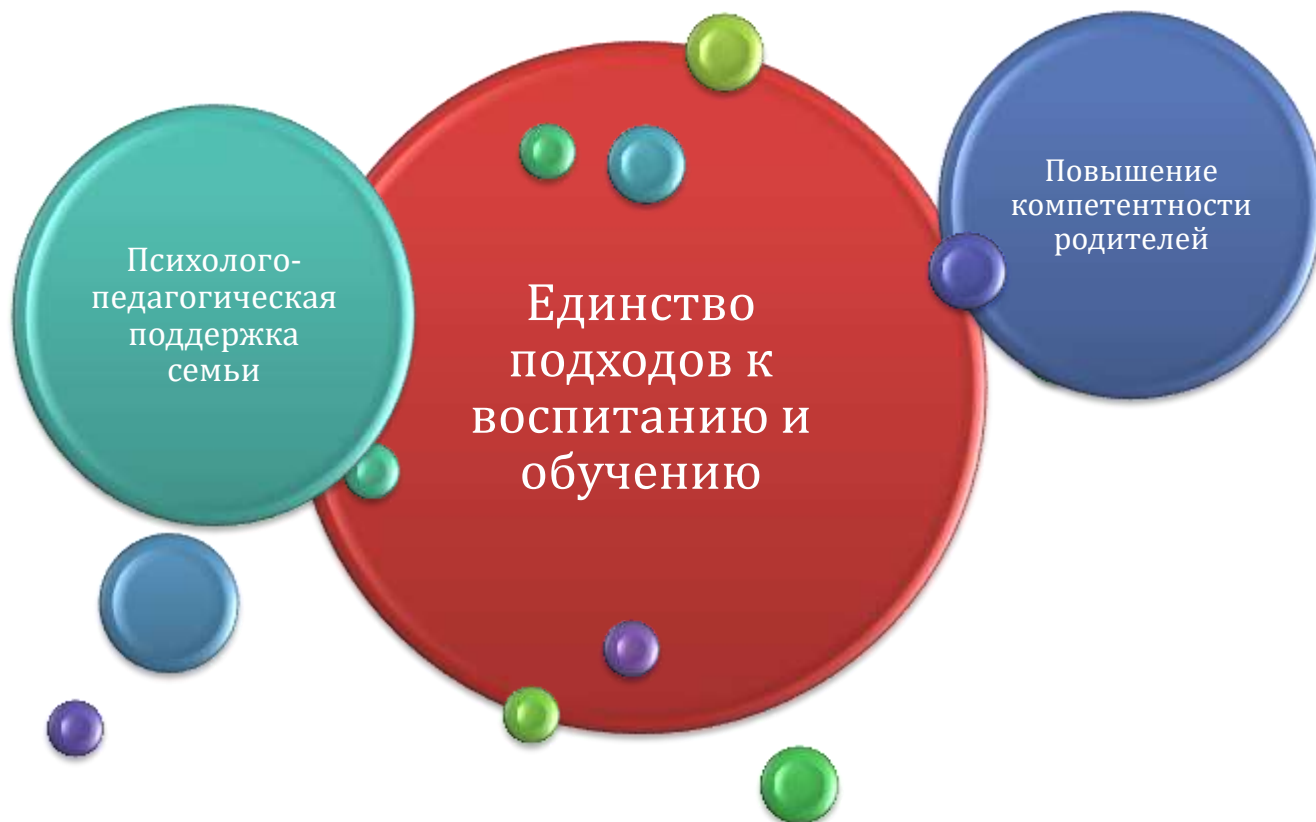 Психолого-
педагогическая
поддержка
семьи
Единство
подходов к
воспитанию и
обучению
Повышение
компетентности
родителей